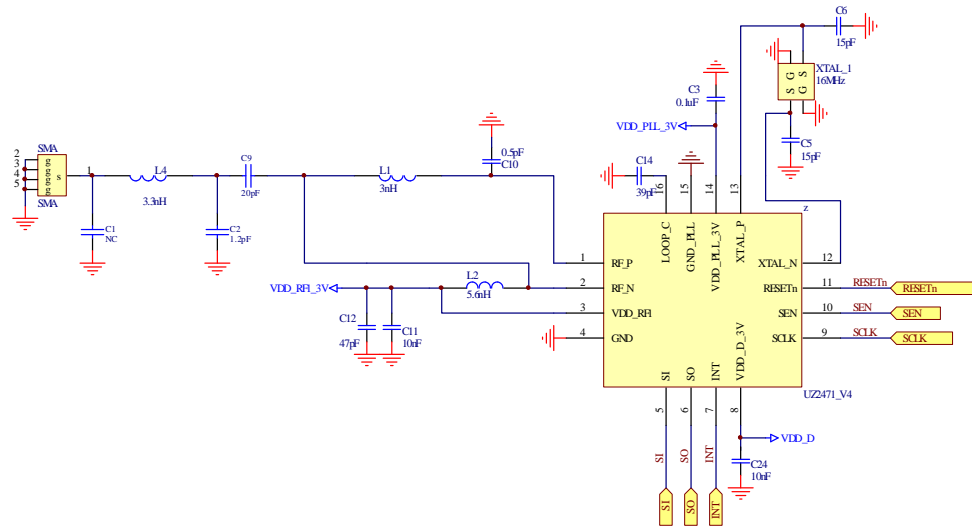 C6
15pF
XTAL_1
16MHz
S G
G S
C3
0.1uF
VDD_PLL_3V
C5
15pF
SMA
2
3
4
5
g
g
g
g
s
1
SMA
L4
3.3nH
C9
20pF
L1
3nH
0.5pF
C10
C14
39pF
C1
NC
C2
1.2pF
16
15
14
13
z
LOOP_C
GND_PLL
VDD_PLL_3V
XTAL_P
1
RF_P
XTAL_N
12
L2
5.6nH
VDD_RF1_3V
2
RF_N
RESETn
11
RESETn
RESETn
3
VDD_RF1
SEN
10
SEN
SEN
C12
47pF
C11
10nF
4
GND
SCLK
9
SCLK
SCLK
SI
SO
INT
VDD_D_3V
UZ2471_V4
5
6
7
8
VDD_D
SI
SO
INT
C24
10nF
SI
SO
INT